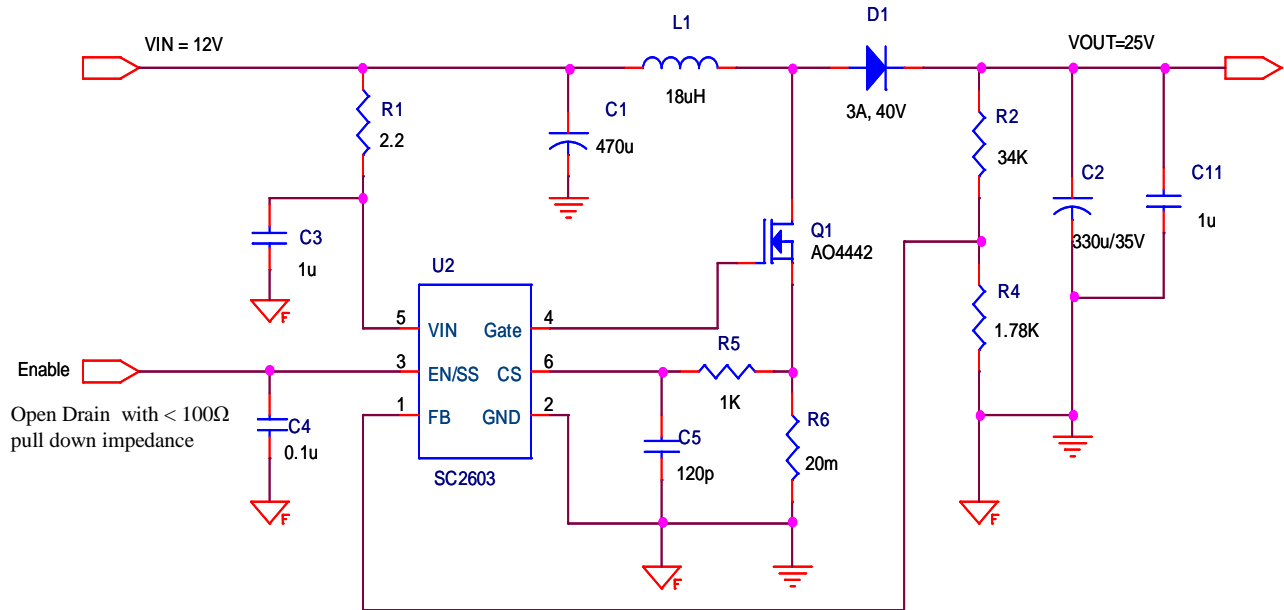 VIN = 12V
L1
18uH
D1
3A, 40V
VOUT=25V
R1
2.2
C1
470u
R2
34K
C2
330u/35V
C11
1u
C3
1u
F
Q1
AO4442
U2
5
VIN
Gate
4
3
EN/SS
CS
6
1
FB
GND
2
SC2603
R4
1.78K
Enable
Open Drain with < 100Ω
pull down impedance
C4
0.1u
F
R5
1K
C5
120p
R6
20m
F
F